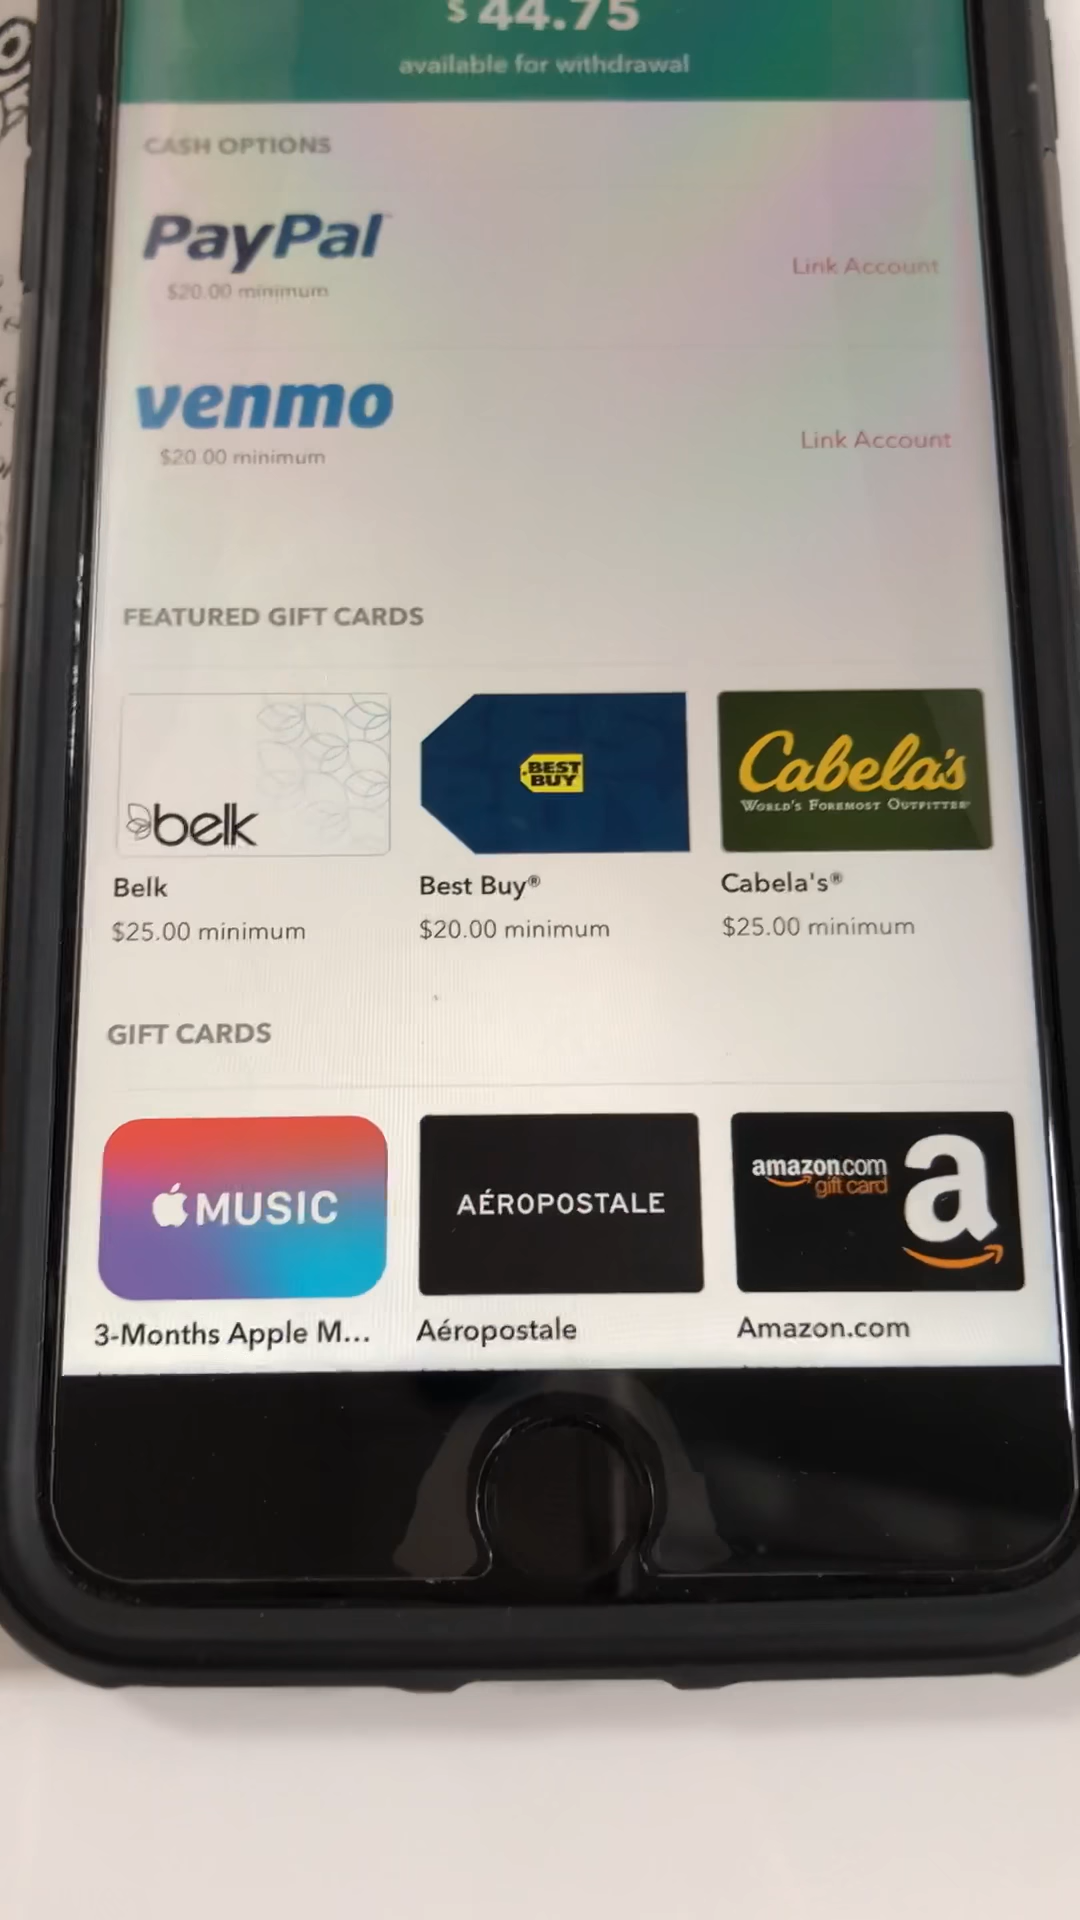 $ 44.75
available for withdrawal
CASH OPTIONS
PayPal
$20.00 minimum
Link Account
venmo
$20.00 minimum
Link Account
FEATURED GIFT CARDS
belk
BEST BUY
Cabela's
WORLD'S FOREMOST OUTFITTER
Belk
Best Buy®
Cabela's®
$25.00 minimum
$20.00 minimum
$25.00 minimum
GIFT CARDS
MUSIC
AÉROPOSTALE
amazon.com
gift card
a
3-Months Apple M...
Aéropostale
Amazon.com